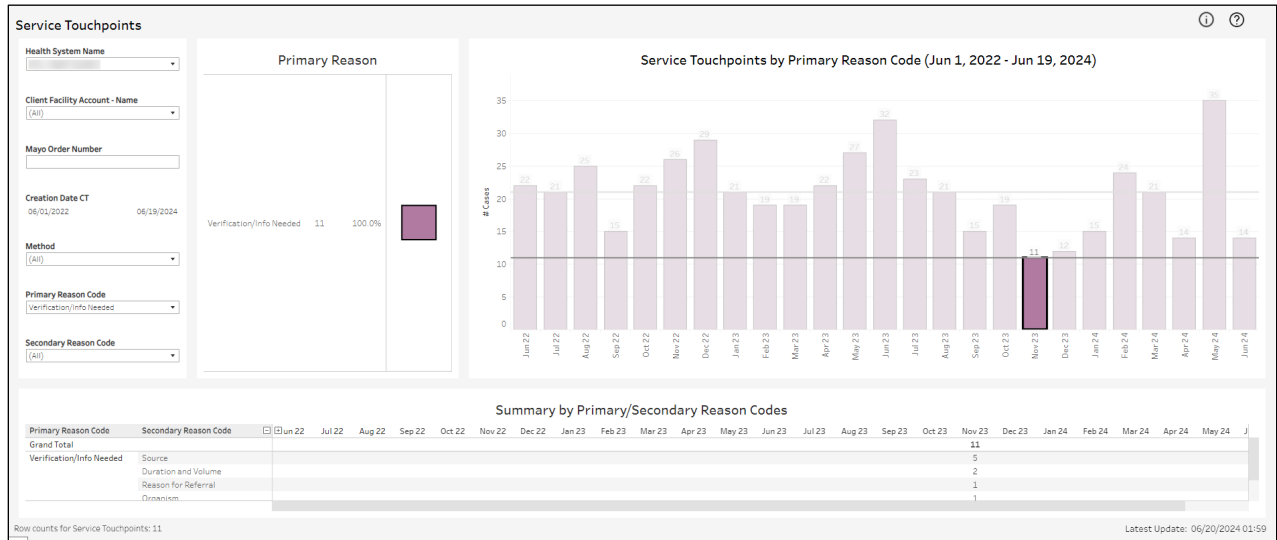 Service Touchpoints
Health System Name
Client Facility Account - Name
(All)
Mayo Order Number
Creation Date CT
06/01/2022 06/19/2024
Method
(All)
Primary Reason Code
Verification/Info Needed
Secondary Reason Code
(All)
Primary Reason
Verification/Info Needed 11 100.0%
Service Touchpoints by Primary Reason Code (Jun 1, 2022 - Jun 19, 2024)
# Cases
35
30
25
20
15
10
5
0
22 21 25 15 22 26 29 21 19 19 22 27 32 23 21 15 19 11 12 15 24 21 14 35 14
Jun 22 Jul 22 Aug 22 Sep 22 Oct 22 Nov 22 Dec 22 Jan 23 Feb 23 Mar 23 Apr 23 May 23 Jun 23 Jul 23 Aug 23 Sep 23 Oct 23 Nov 23 Dec 23 Jan 24 Feb 24 Mar 24 Apr 24 May 24 Jun 24
Summary by Primary/Secondary Reason Codes
Primary Reason Code Secondary Reason Code un 22 Jul 22 Aug 22 Sep 22 Oct 22 Nov 22 Dec 22 Jan 23 Feb 23 Mar 23 Apr 23 May 23 Jun 23 Jul 23 Aug 23 Sep 23 Oct 23 Nov 23 Dec 23 Jan 24 Feb 24 Mar 24 Apr 24 May 24 J
Grand Total 11
Verification/Info Needed Source 5
Duration and Volume 2
Reason for Referral 1
Organism 1
Row counts for Service Touchpoints: 11
Latest Update: 06/20/2024 01:59